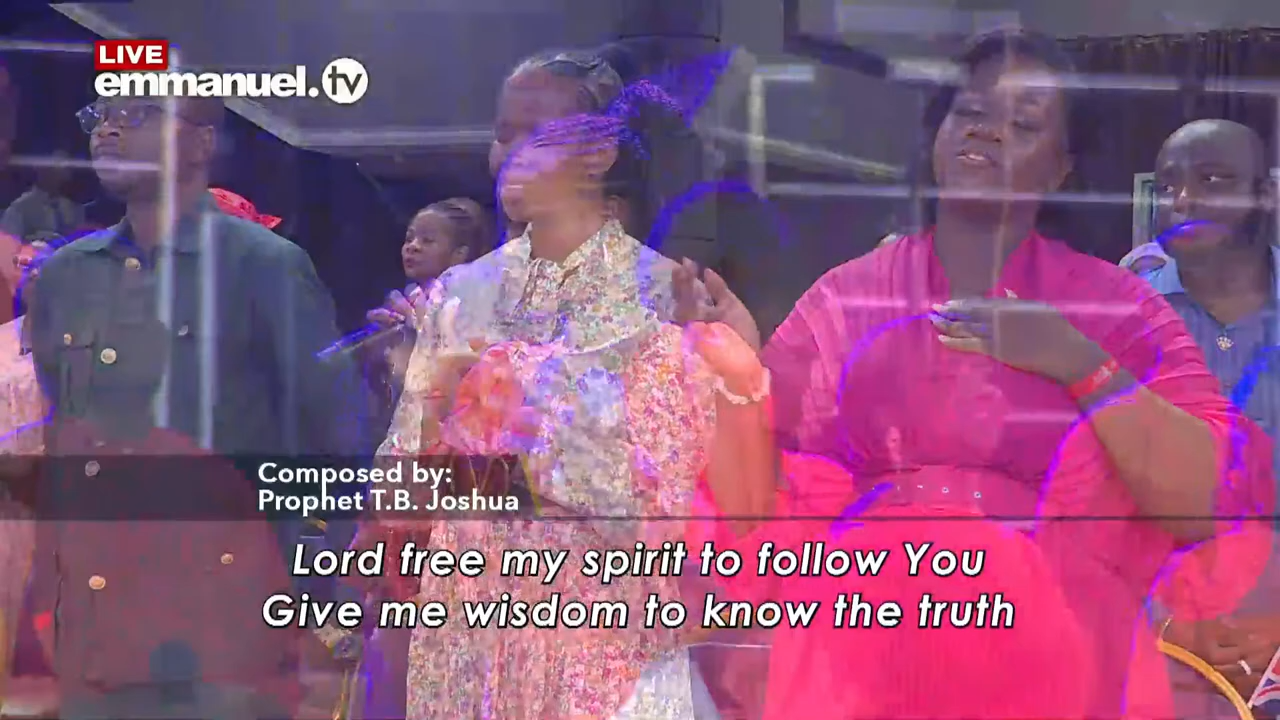 LIVE
emmanuel.tv
Composed by:
Prophet T.B. Joshua
Lord free my spirit to follow You
Give me wisdom to know the truth